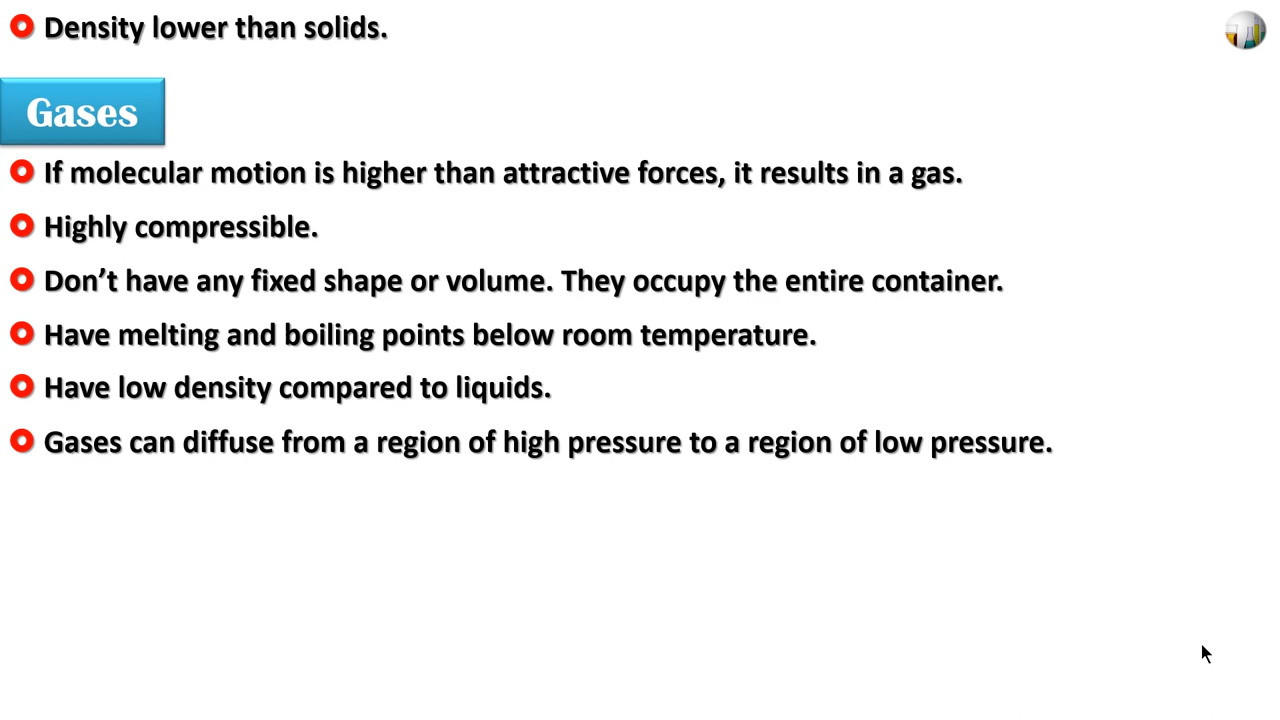 Density lower than solids.
Gases
If molecular motion is higher than attractive forces, it results in a gas.
Highly compressible.
Don’t have any fixed shape or volume. They occupy the entire container.
Have melting and boiling points below room temperature.
Have low density compared to liquids.
Gases can diffuse from a region of high pressure to a region of low pressure.